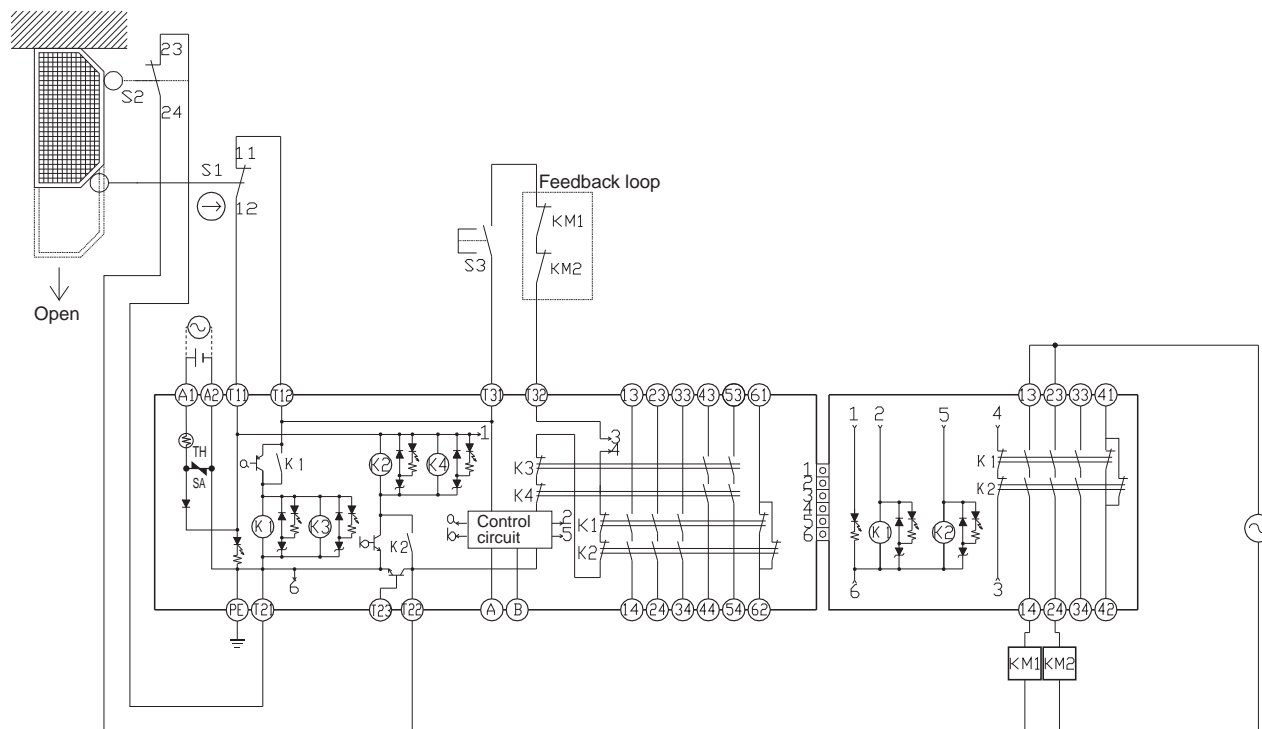 23
S2
24
11
S1
12
Feedback loop
KM1
S3
KM2
Open
A1 A2 T11 T12 T31 T32 13 23 33 43 53 61
13 23 33 41
1
3
4
TH
SA
a
K1
K2
K4
K3
K4
1
2
3
4
5
6
1 2 5 4
K1
K2
K1
K3
b
K2
a
b
Control
circuit
2
5
K1
K2
K1
K2
6
6
3
PE T21 T23 T22 A B 14 24 34 44 54 62
14 24 34 42
KM1 KM2